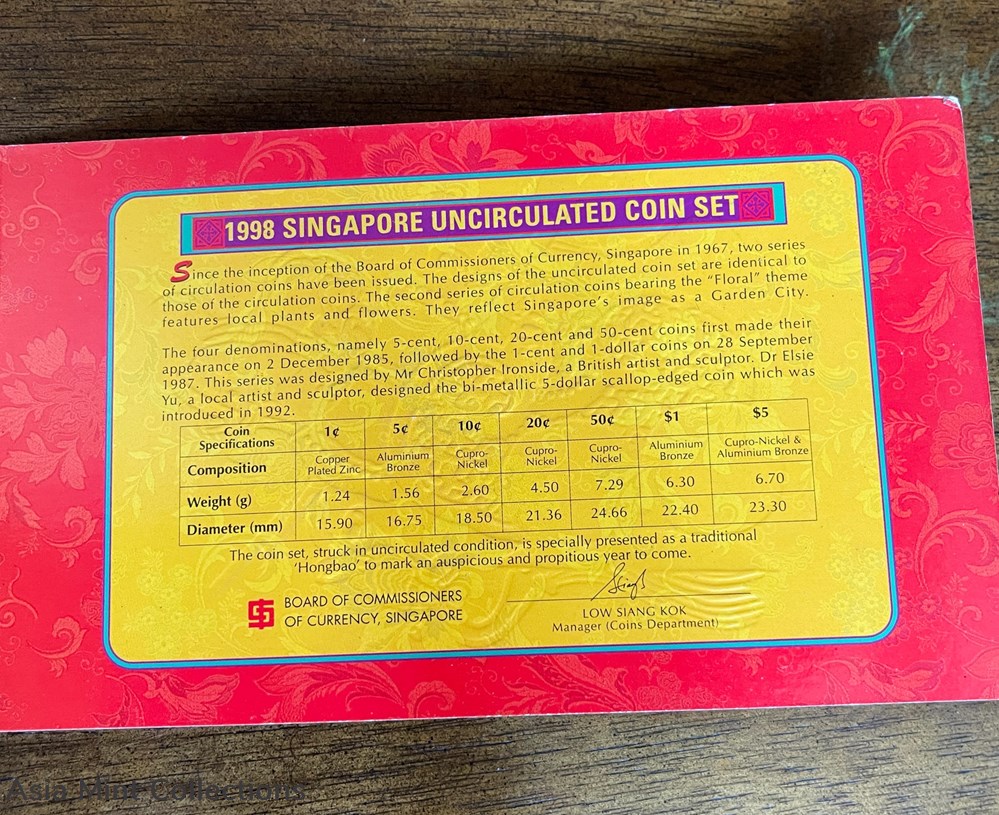 1998 SINGAPORE UNCIRCULATED COIN SET
Since the inception of the Board of Commissioners of Currency, Singapore in 1967, two series
of circulation coins have been issued. The designs of the uncirculated coin set are identical to
those of the circulation coins. The second series of circulation coins bearing the “Floral” theme
features local plants and flowers. They reflect Singapore’s image as a Garden City.
The four denominations, namely 5-cent, 10-cent, 20-cent and 50-cent coins first made their
appearance on 2 December 1985, followed by the 1-cent and 1-dollar coins on 28 September
1987. This series was designed by Mr Christopher Ironside, a British artist and sculptor. Dr Elsie
Yu, a local artist and sculptor, designed the bi-metallic 5-dollar scallop-edged coin which was
introduced in 1992.
Coin Specifications 1¢ 5¢ 10¢ 20¢ 50¢ $1 $5
Composition Copper Plated Zinc Aluminium Bronze Cupro-Nickel Cupro-Nickel Cupro-Nickel Aluminium Bronze Cupro-Nickel & Aluminium Bronze
Weight (g) 1.24 1.56 2.60 4.50 7.29 6.30 6.70
Diameter (mm) 15.90 16.75 18.50 21.36 24.66 22.40 23.30
The coin set, struck in uncirculated condition, is specially presented as a traditional
‘Hongbao’ to mark an auspicious and propitious year to come.
BOARD OF COMMISSIONERS
OF CURRENCY, SINGAPORE
LOW SIANG KOK
Manager (Coins Department)
Asia Mint Collections